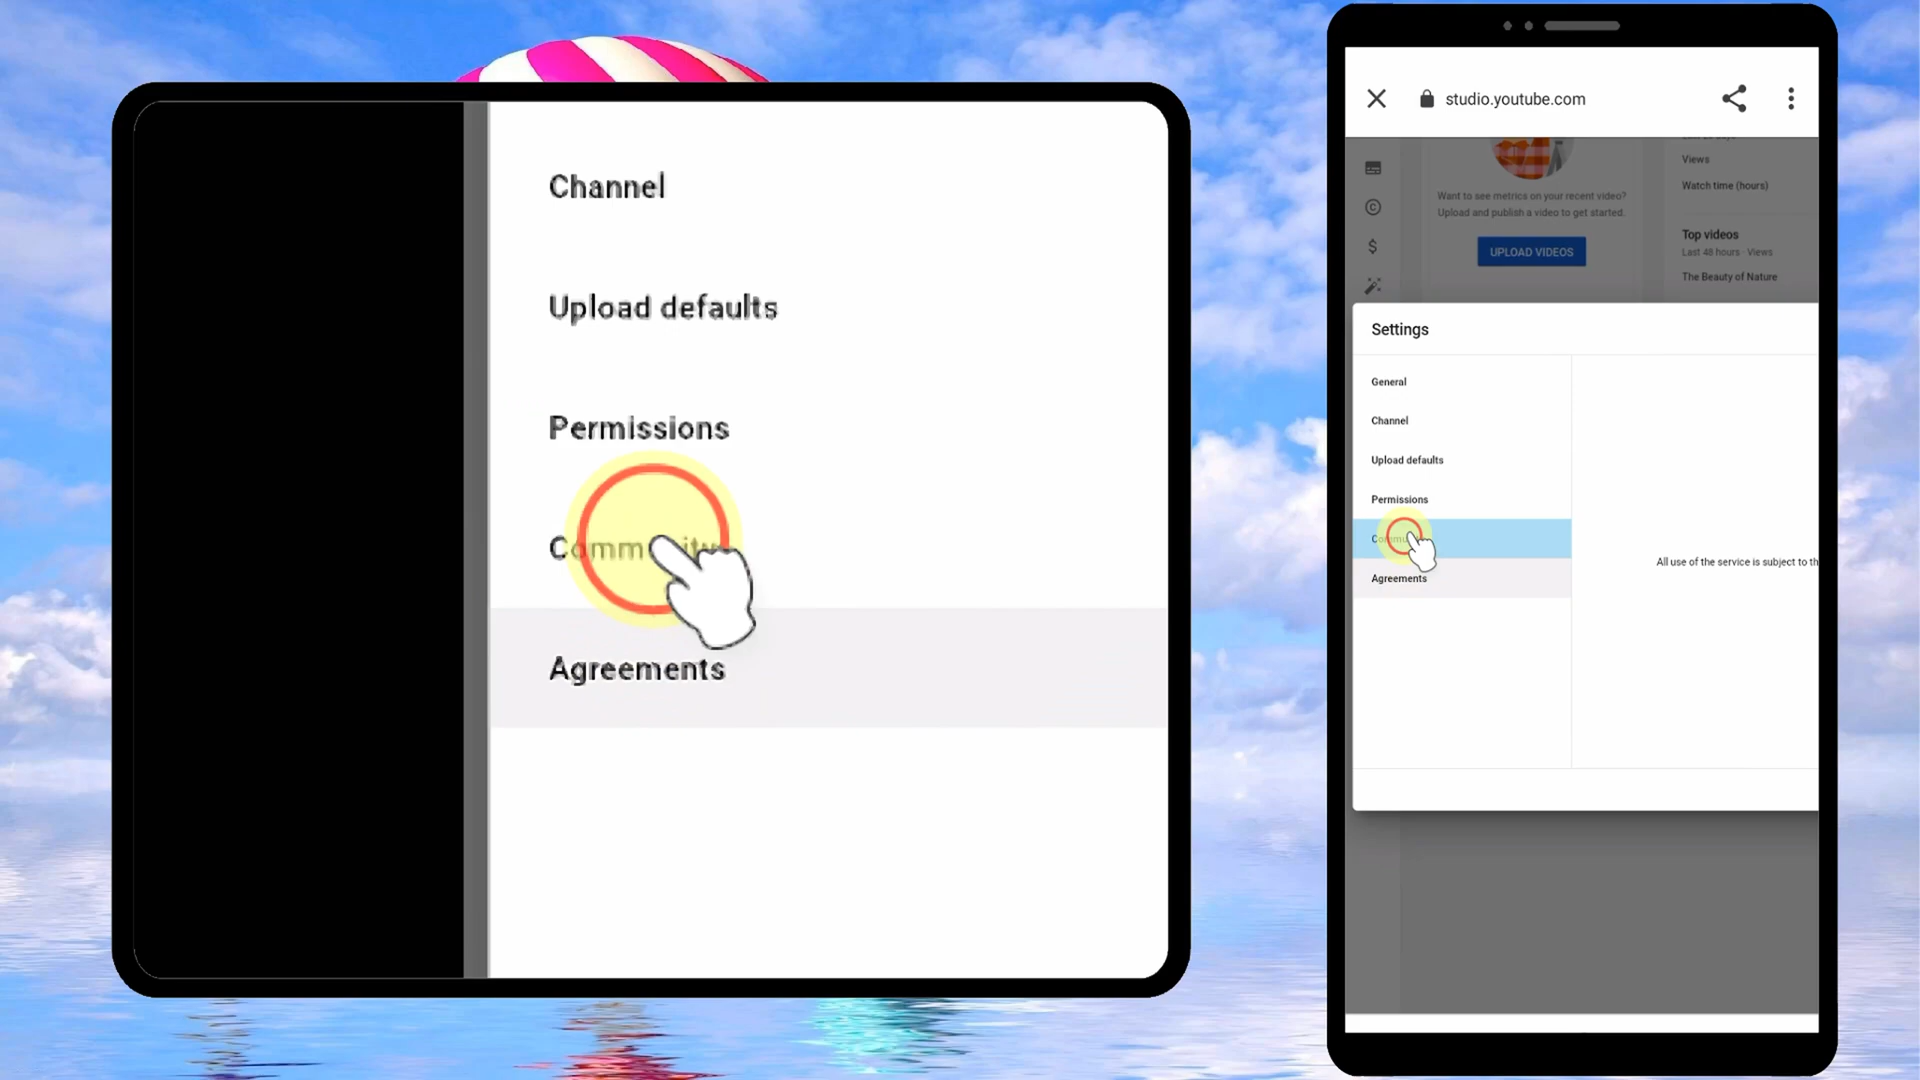 Channel
Upload defaults
Permissions
Community
Agreements
studio.youtube.com
Views
Watch time (hours)
Want to see metrics on your recent video?
Upload and publish a video to get started.
UPLOAD VIDEOS
Top videos
Last 48 hours · Views
The Beauty of Nature
Settings
General
Channel
Upload defaults
Permissions
Agreements
All use of the service is subject to th